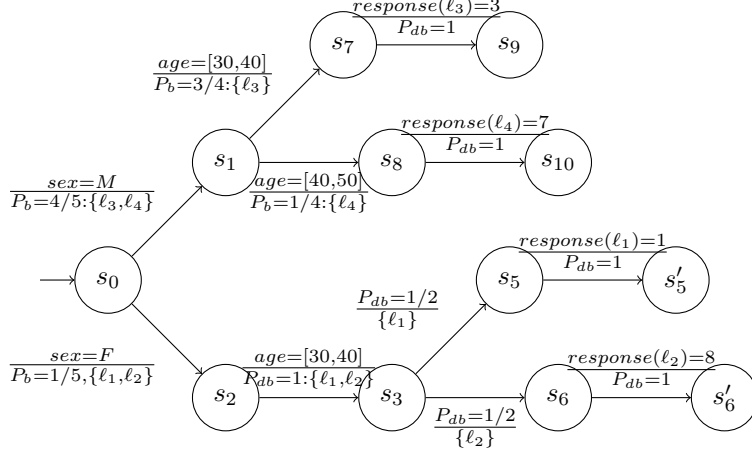 response(ℓ₃)=3
P_db=1
s₇
s₉
age=[30,40]
P_b=3/4:{ℓ₃}
response(ℓ₄)=7
P_db=1
s₁
s₈
s₁₀
age=[40,50]
P_b=1/4:{ℓ₄}
sex=M
P_b=4/5:{ℓ₃,ℓ₄}
response(ℓ₁)=1
P_db=1
s₀
s₅
s′₅
P_db=1/2
{ℓ₁}
sex=F
P_b=1/5,{ℓ₁,ℓ₂}
age=[30,40]
P_db=1:{ℓ₁,ℓ₂}
response(ℓ₂)=8
P_db=1
s₂
s₃
s₆
s′₆
P_db=1/2
{ℓ₂}